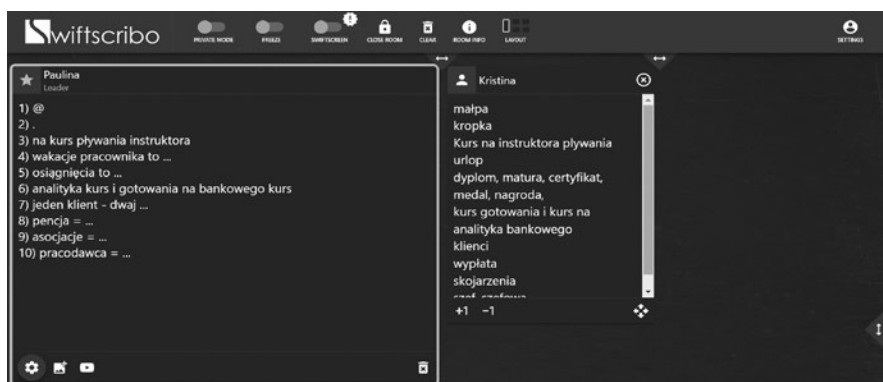 Swiftscribo
PRIVATE MODE
FREEZE
SWIFTSCREEN
CLOSE ROOM
CLEAR
ROOM INFO
LAYOUT
SETTINGS
Paulina
Leader
1) @
2) .
3) na kurs pływania instruktora
4) wakacje pracownika to ...
5) osiągnięcia to ...
6) analityka kurs i gotowania na bankowego kurs
7) jeden klient - dwaj ...
8) pencja = ...
9) asocjacje = ...
10) pracodawca = ...
Kristina
małpa
kropka
Kurs na instruktora plywania
urlop
dyplom, matura, certyfikat,
medal, nagroda,
kurs gotowania i kurs na
analityka bankowego
klienci
wypłata
skojarzenia
szef, szefowa
+1 −1